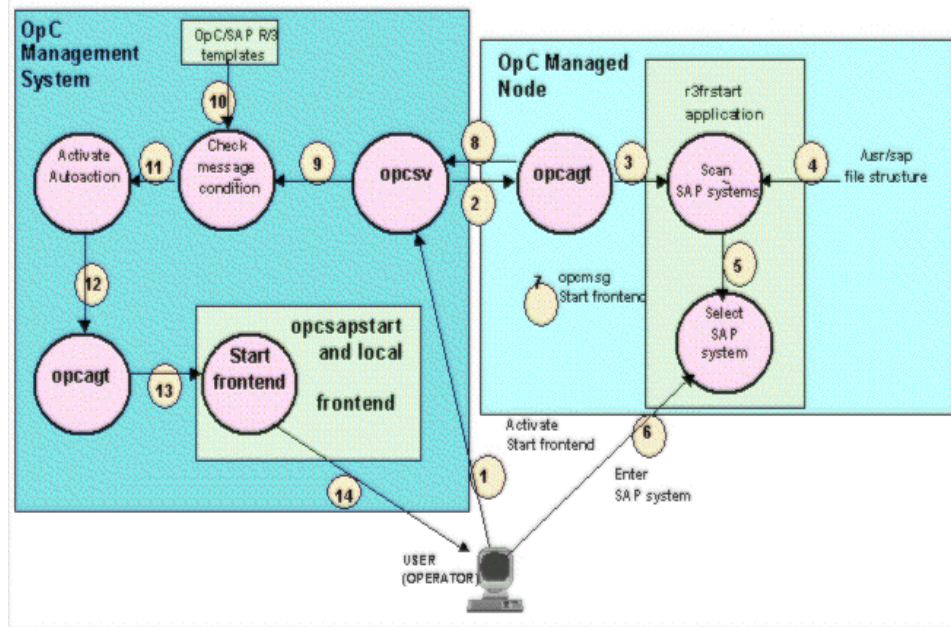 OpC
Management
System
OpC/SAP R/3
templates
10
Activate
Autoaction
11
Check
message
condition
9
opcsv
8
2
12
opcagt
13
Start
frontend
opcsapstart
and local
frontend
14
OpC Managed
Node
r3frstart
application
opcagt
3
Scan
SAP systems
4
/usr/sap
file structure
5
7 opcmsg
Start frontend
Select
SAP
system
Activate
Start frontend
6
1
Enter
SAP system
USER
(OPERATOR)